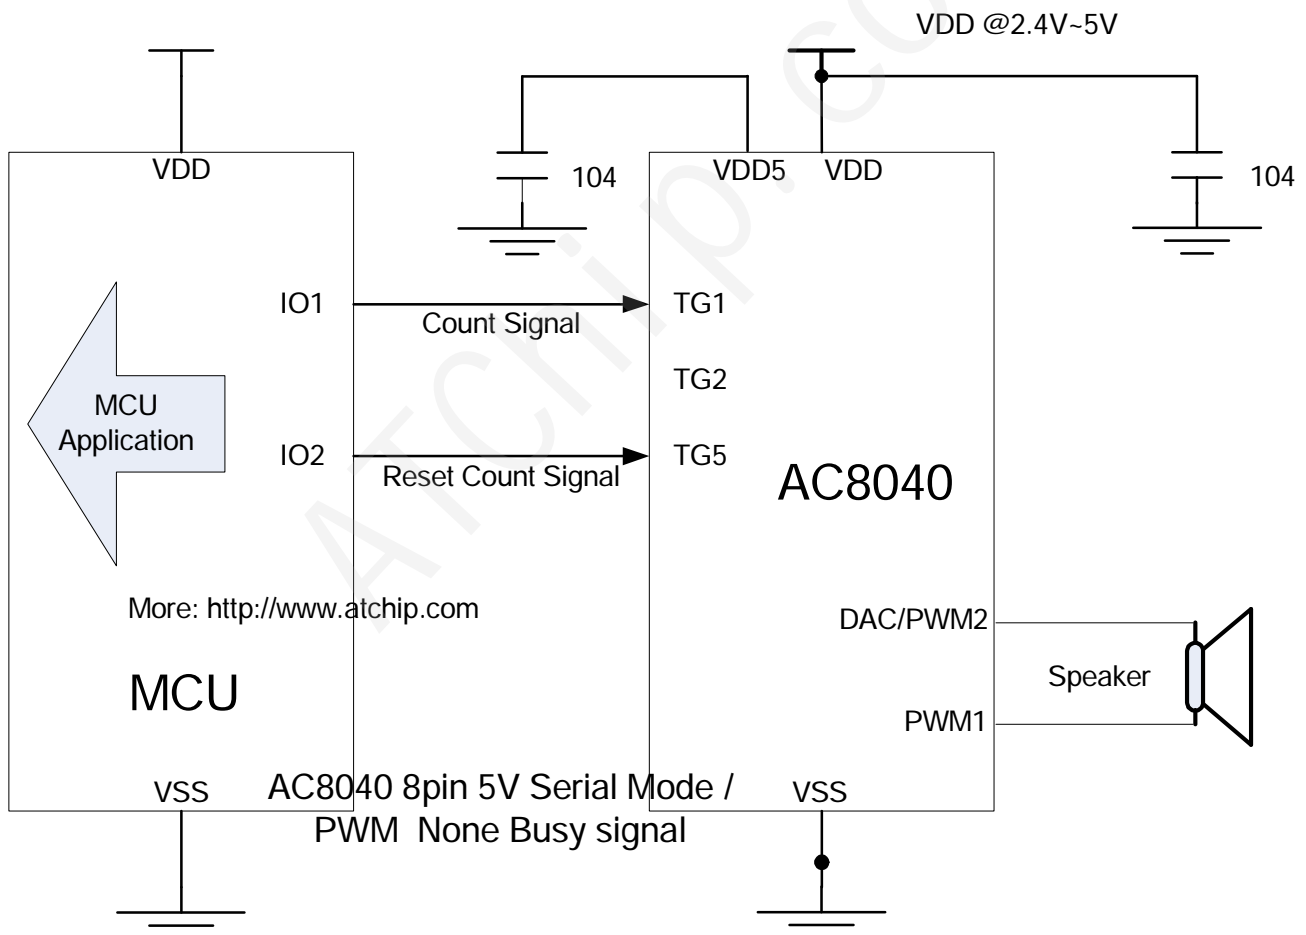 VDD @2.4V~5V
VDD
104
VDD5
VDD
104
IO1
Count Signal
TG1
TG2
MCU
Application
IO2
Reset Count Signal
TG5
AC8040
More: http://www.atchip.com
DAC/PWM2
Speaker
MCU
PWM1
VSS
AC8040 8pin 5V Serial Mode /
PWM None Busy signal
VSS
ATChip.co